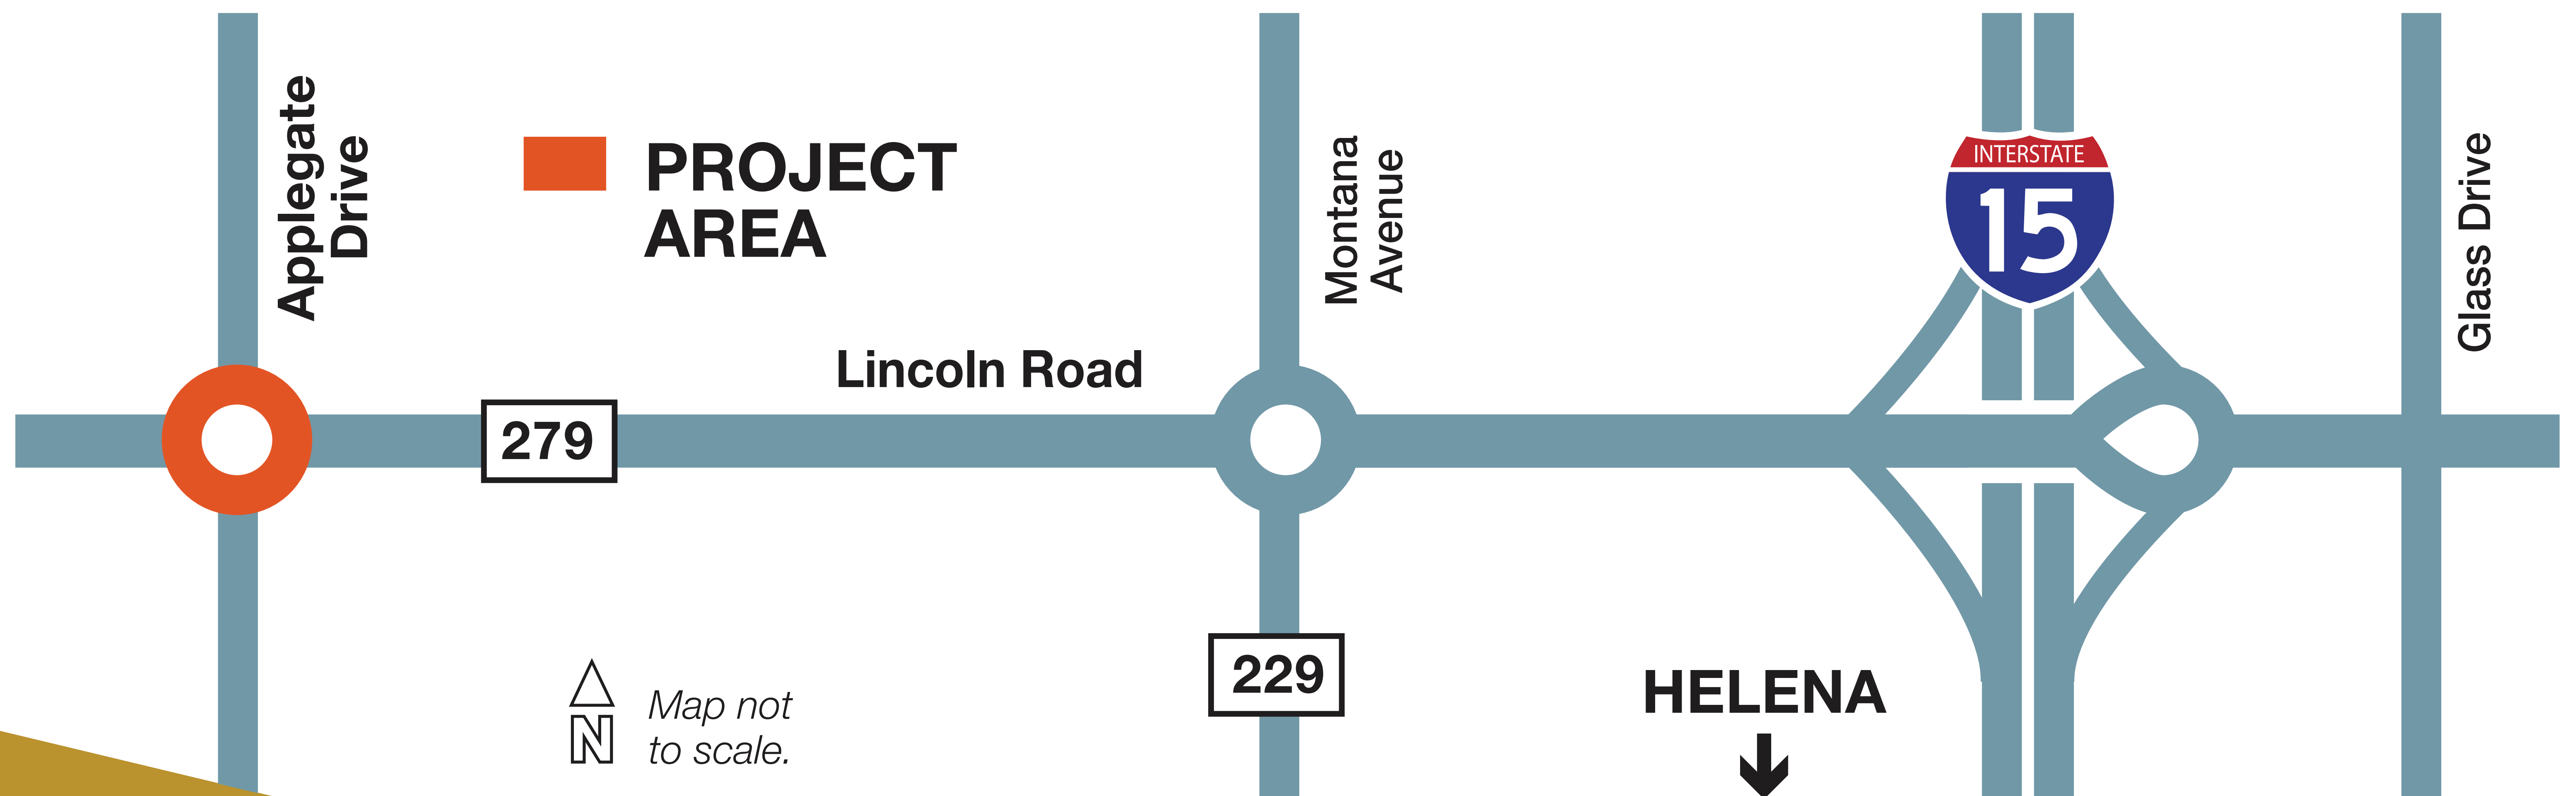 Applegate
Drive
PROJECT
AREA
Montana
Avenue
INTERSTATE
15
Glass Drive
Lincoln Road
279
229
HELENA
N
Map not
to scale.